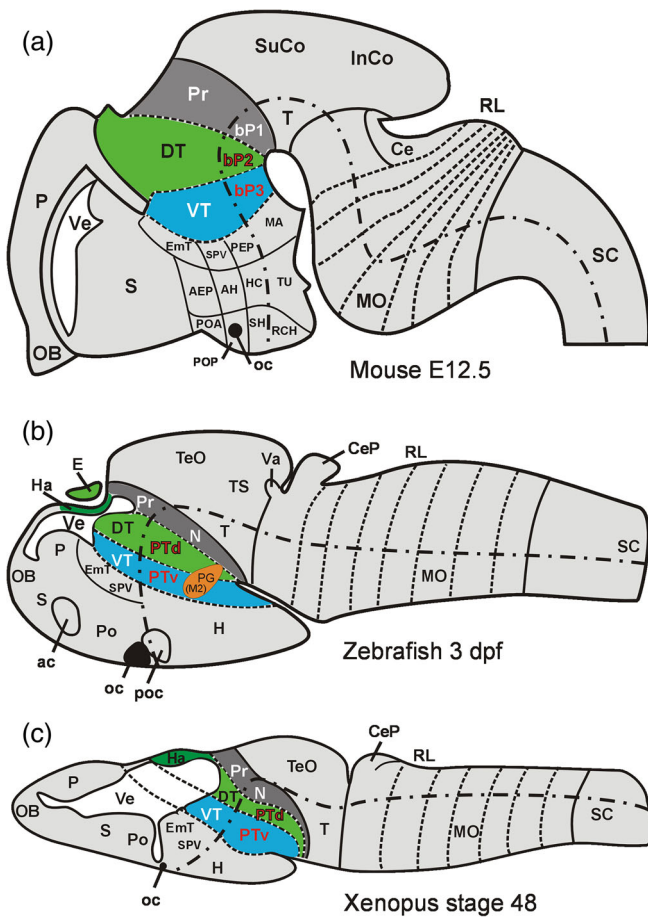 (a)
SuCo
InCo
Pr
T
RL
bP1
DT
bP2
Ce
P
bP3
VT
Ve
MA
EmT
SPV
PEP
SC
S
AEP
AH
HC
TU
MO
POA
SH
RCH
OB
POP
oc
Mouse E12.5
(b)
CeP
E
TeO
Va
RL
Ha
TS
Pr
Ve
DT
N
T
P
VT
PTd
SC
EmT
PTv
PG
(M2)
MO
OB
SPV
S
Po
H
ac
oc
poc
Zebrafish 3 dpf
(c)
CeP
RL
Ha
TeO
P
Pr
N
Ve
DT
OB
VT
PTd
SC
S
Po
EmT
PTv
T
MO
SPV
H
oc
Xenopus stage 48